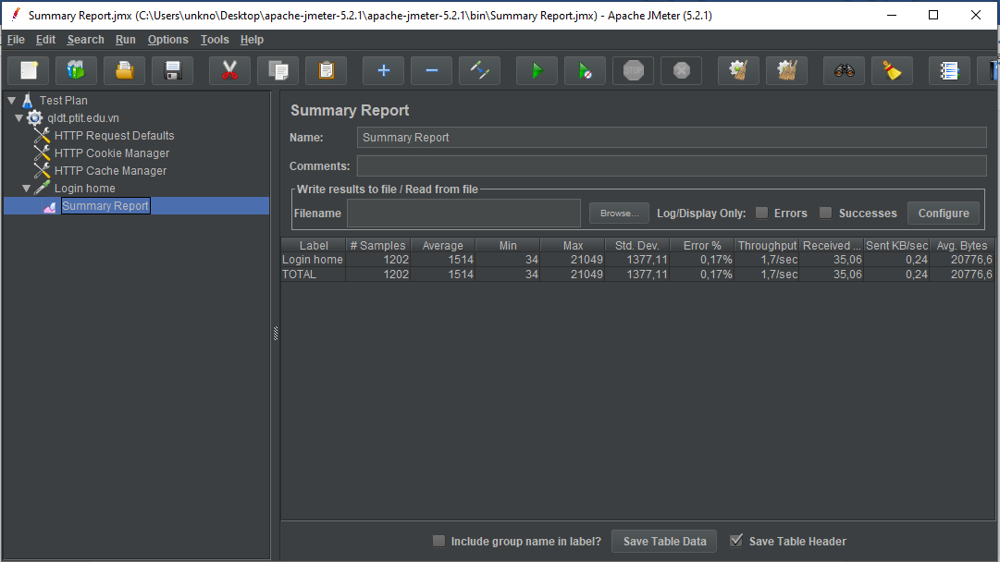 Summary Report.jmx (C:\Users\unkno\Desktop\apache-jmeter-5.2.1\apache-jmeter-5.2.1\bin\Summary Report.jmx) - Apache JMeter (5.2.1)
File Edit Search Run Options Tools Help
STOP
Test Plan
qldt.ptit.edu.vn
HTTP Request Defaults
HTTP Cookie Manager
HTTP Cache Manager
Login home
Summary Report
Summary Report
Name: Summary Report
Comments:
Write results to file / Read from file
Filename Browse... Log/Display Only: Errors Successes Configure
Label # Samples Average Min Max Std. Dev. Error % Throughput Received ... Sent KB/sec Avg. Bytes
Login home 1202 1514 34 21049 1377,11 0,17% 1,7/sec 35,06 0,24 20776,6
TOTAL 1202 1514 34 21049 1377,11 0,17% 1,7/sec 35,06 0,24 20776,6
Include group name in label? Save Table Data Save Table Header